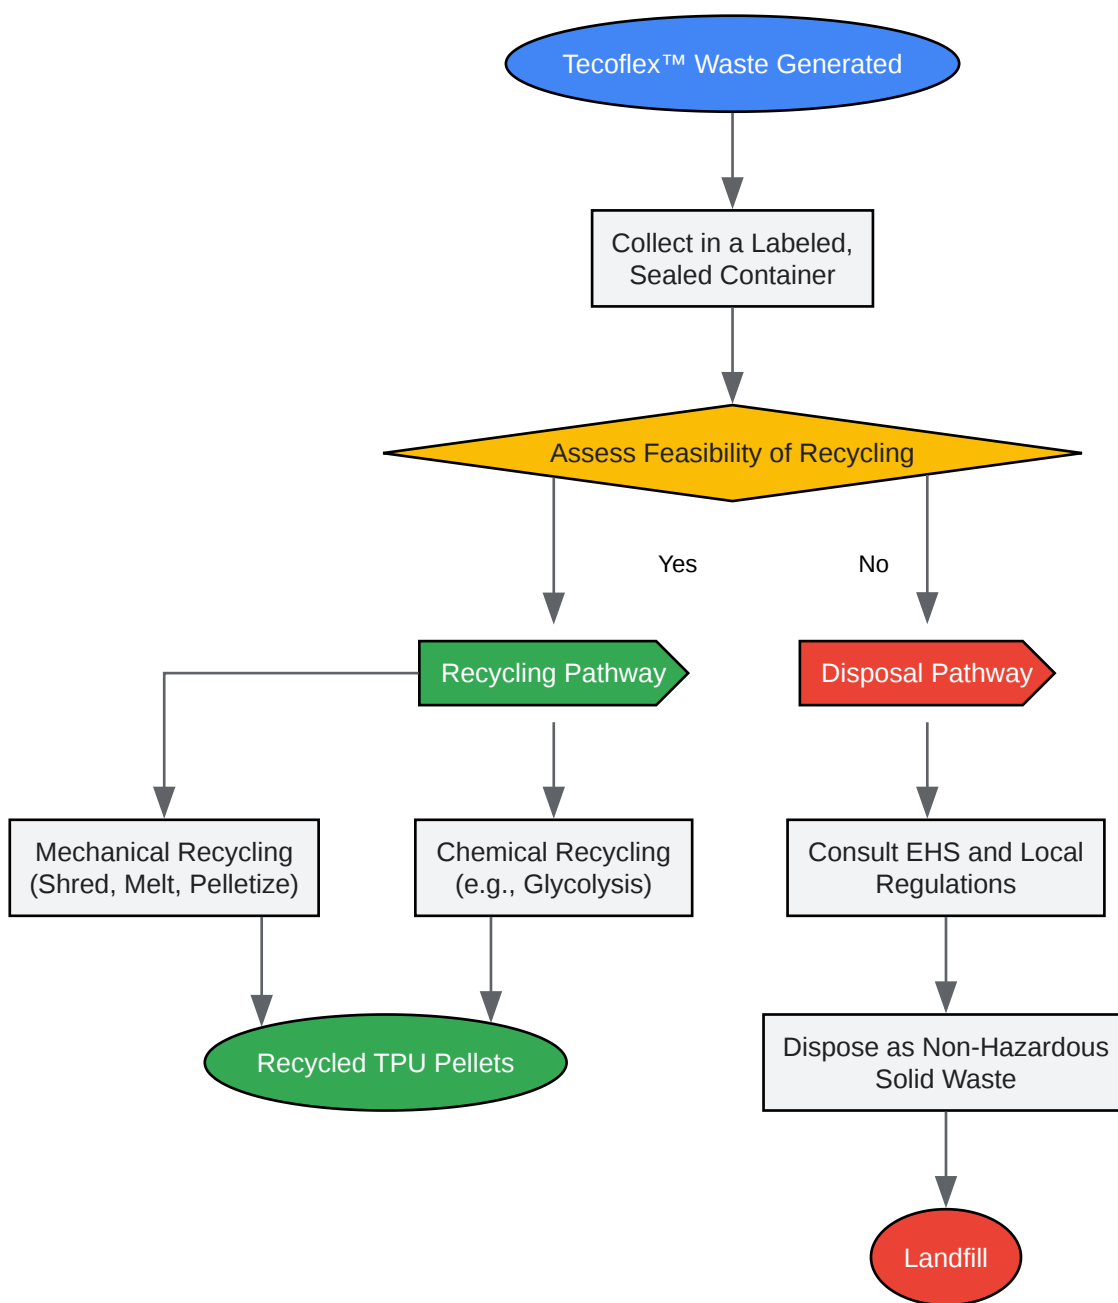 Tecoflex™ Waste Generated
Collect in a Labeled,
Sealed Container
Assess Feasibility of Recycling
Yes
No
Recycling Pathway
Disposal Pathway
Mechanical Recycling
(Shred, Melt, Pelletize)
Chemical Recycling
(e.g., Glycolysis)
Consult EHS and Local
Regulations
Recycled TPU Pellets
Dispose as Non-Hazardous
Solid Waste
Landfill